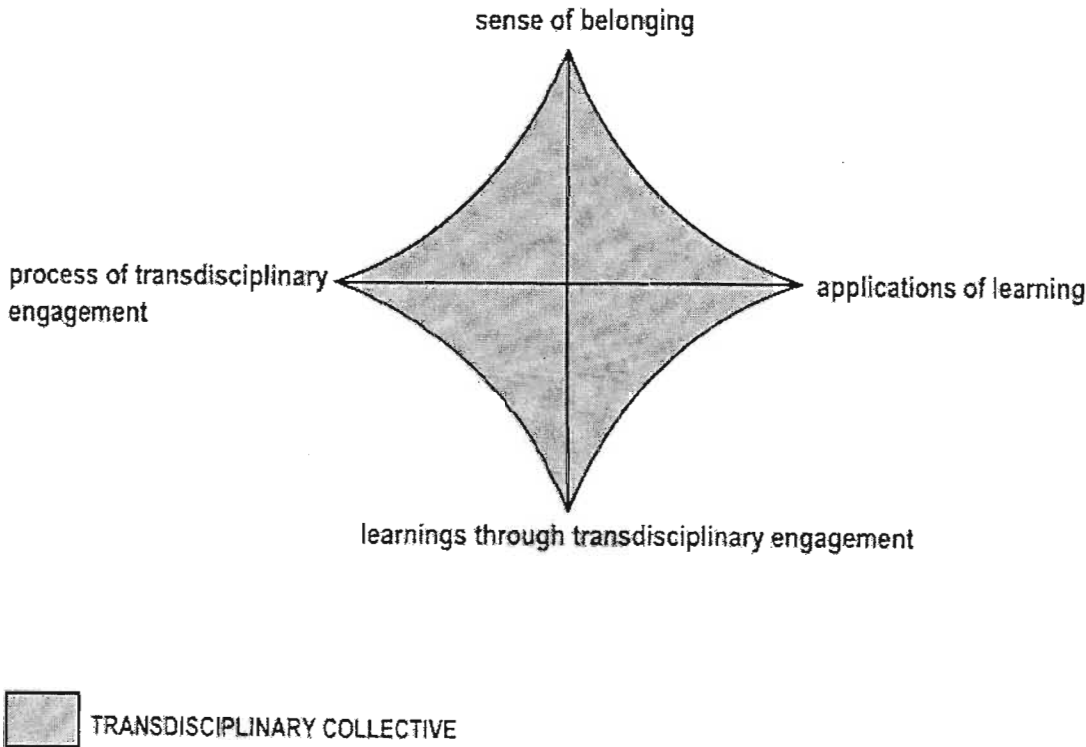 sense of belonging
process of transdisciplinary
engagement
applications of learning
learnings through transdisciplinary engagement
TRANSDISCIPLINARY COLLECTIVE